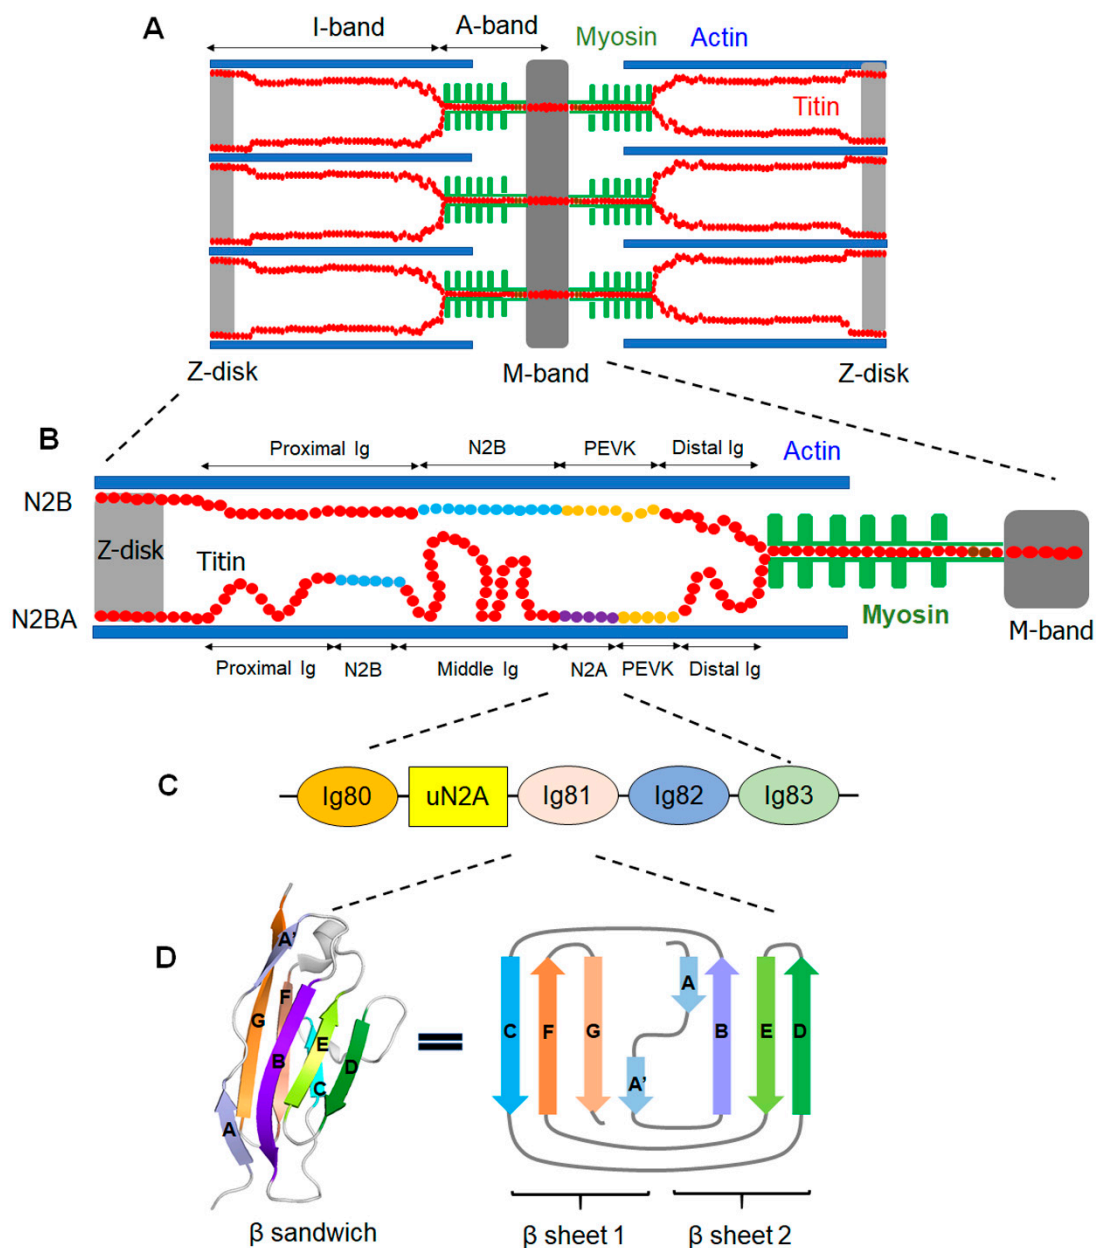 A
I-band
A-band
Myosin
Actin
Titin
Z-disk
M-band
Z-disk
B
Proximal Ig
N2B
PEVK
Distal Ig
Actin
N2B
Z-disk
Titin
N2BA
Myosin
M-band
Proximal Ig
N2B
Middle Ig
N2A
PEVK
Distal Ig
C
Ig80
uN2A
Ig81
Ig82
Ig83
D
A'
G
F
B
E
C
D
A
=
C
F
G
A
A'
B
E
D
β sandwich
β sheet 1
β sheet 2